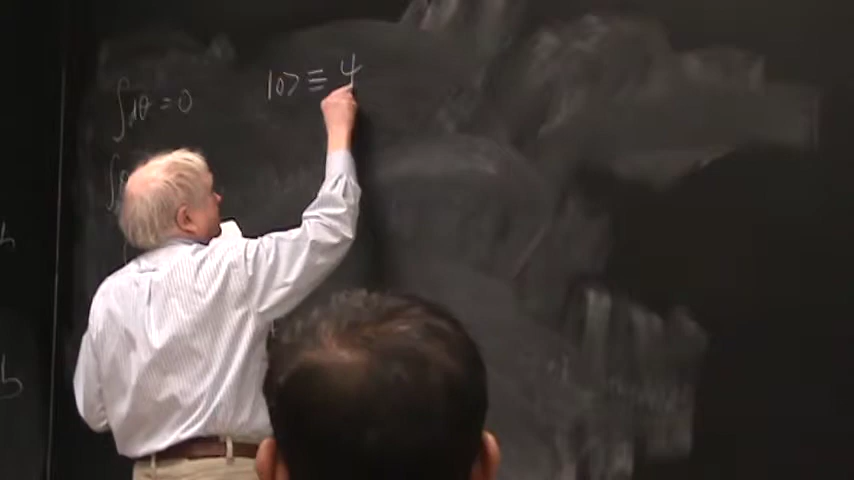 ∫dθ = 0
|0> ≡ ψ
∫
b